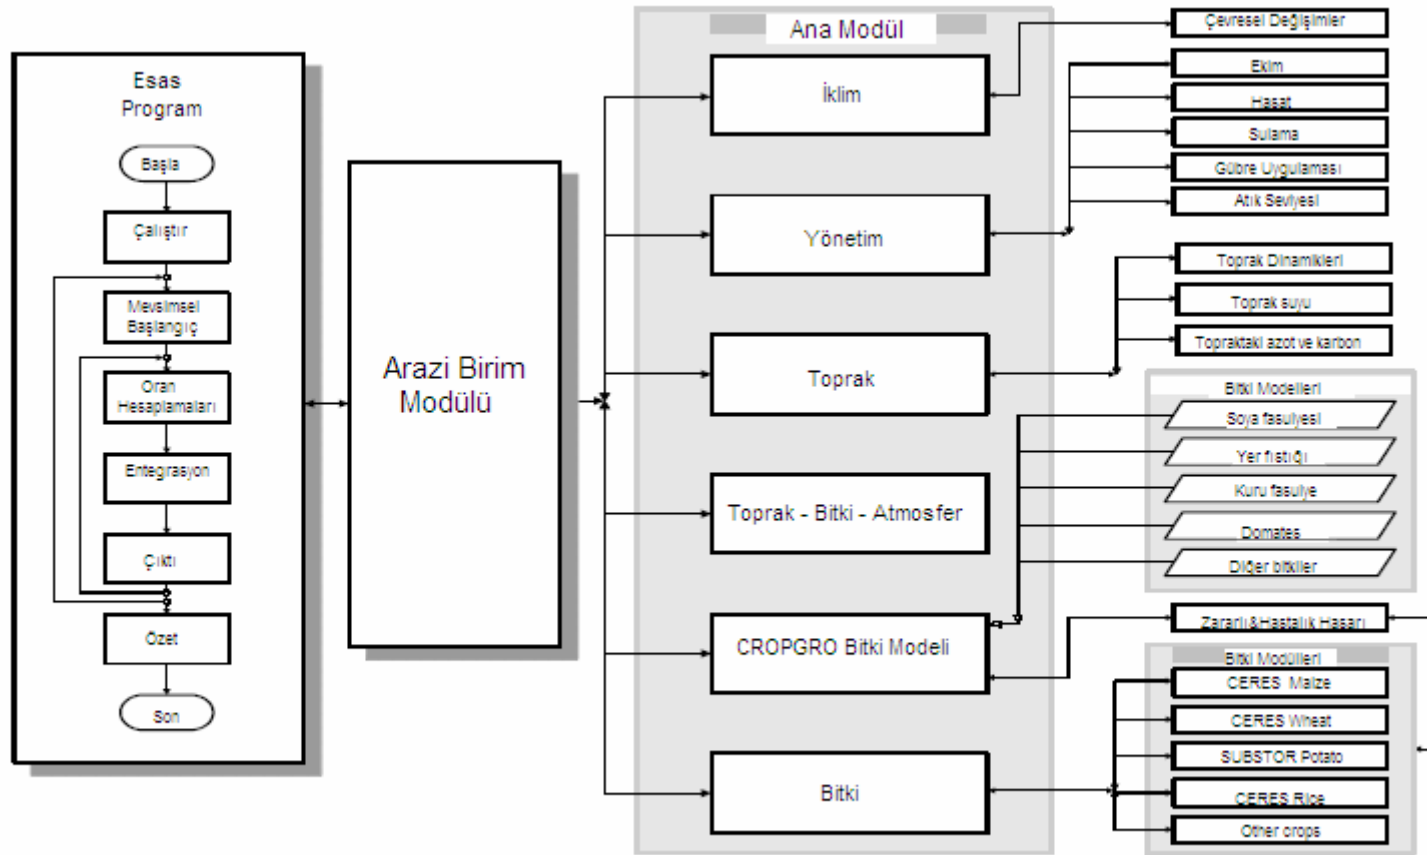 Esas
Program
Başla
Çalıştır
Mevsimsel
Başlangıç
Oran
Hesaplamaları
Entegrasyon
Çıktı
Özet
Son
Arazi Birim
Modülü
Ana Modül
İklim
Yönetim
Toprak
Toprak - Bitki - Atmosfer
CROPGRO Bitki Modeli
Bitki
Çevresel Değişimler
Ekim
Hasat
Sulama
Gübre Uygulaması
Atık Seviyesi
Toprak Dinamikleri
Toprak suyu
Topraktaki azot ve karbon
Bitki Modelleri
Soya fasulyesi
Yer fıstığı
Kuru fasulye
Domates
Diğer bitkiler
Zararlı&Hastalık Hasarı
Bitki Modülleri
CERES Maize
CERES Wheat
SUBSTOR Potato
CERES Rice
Other crops